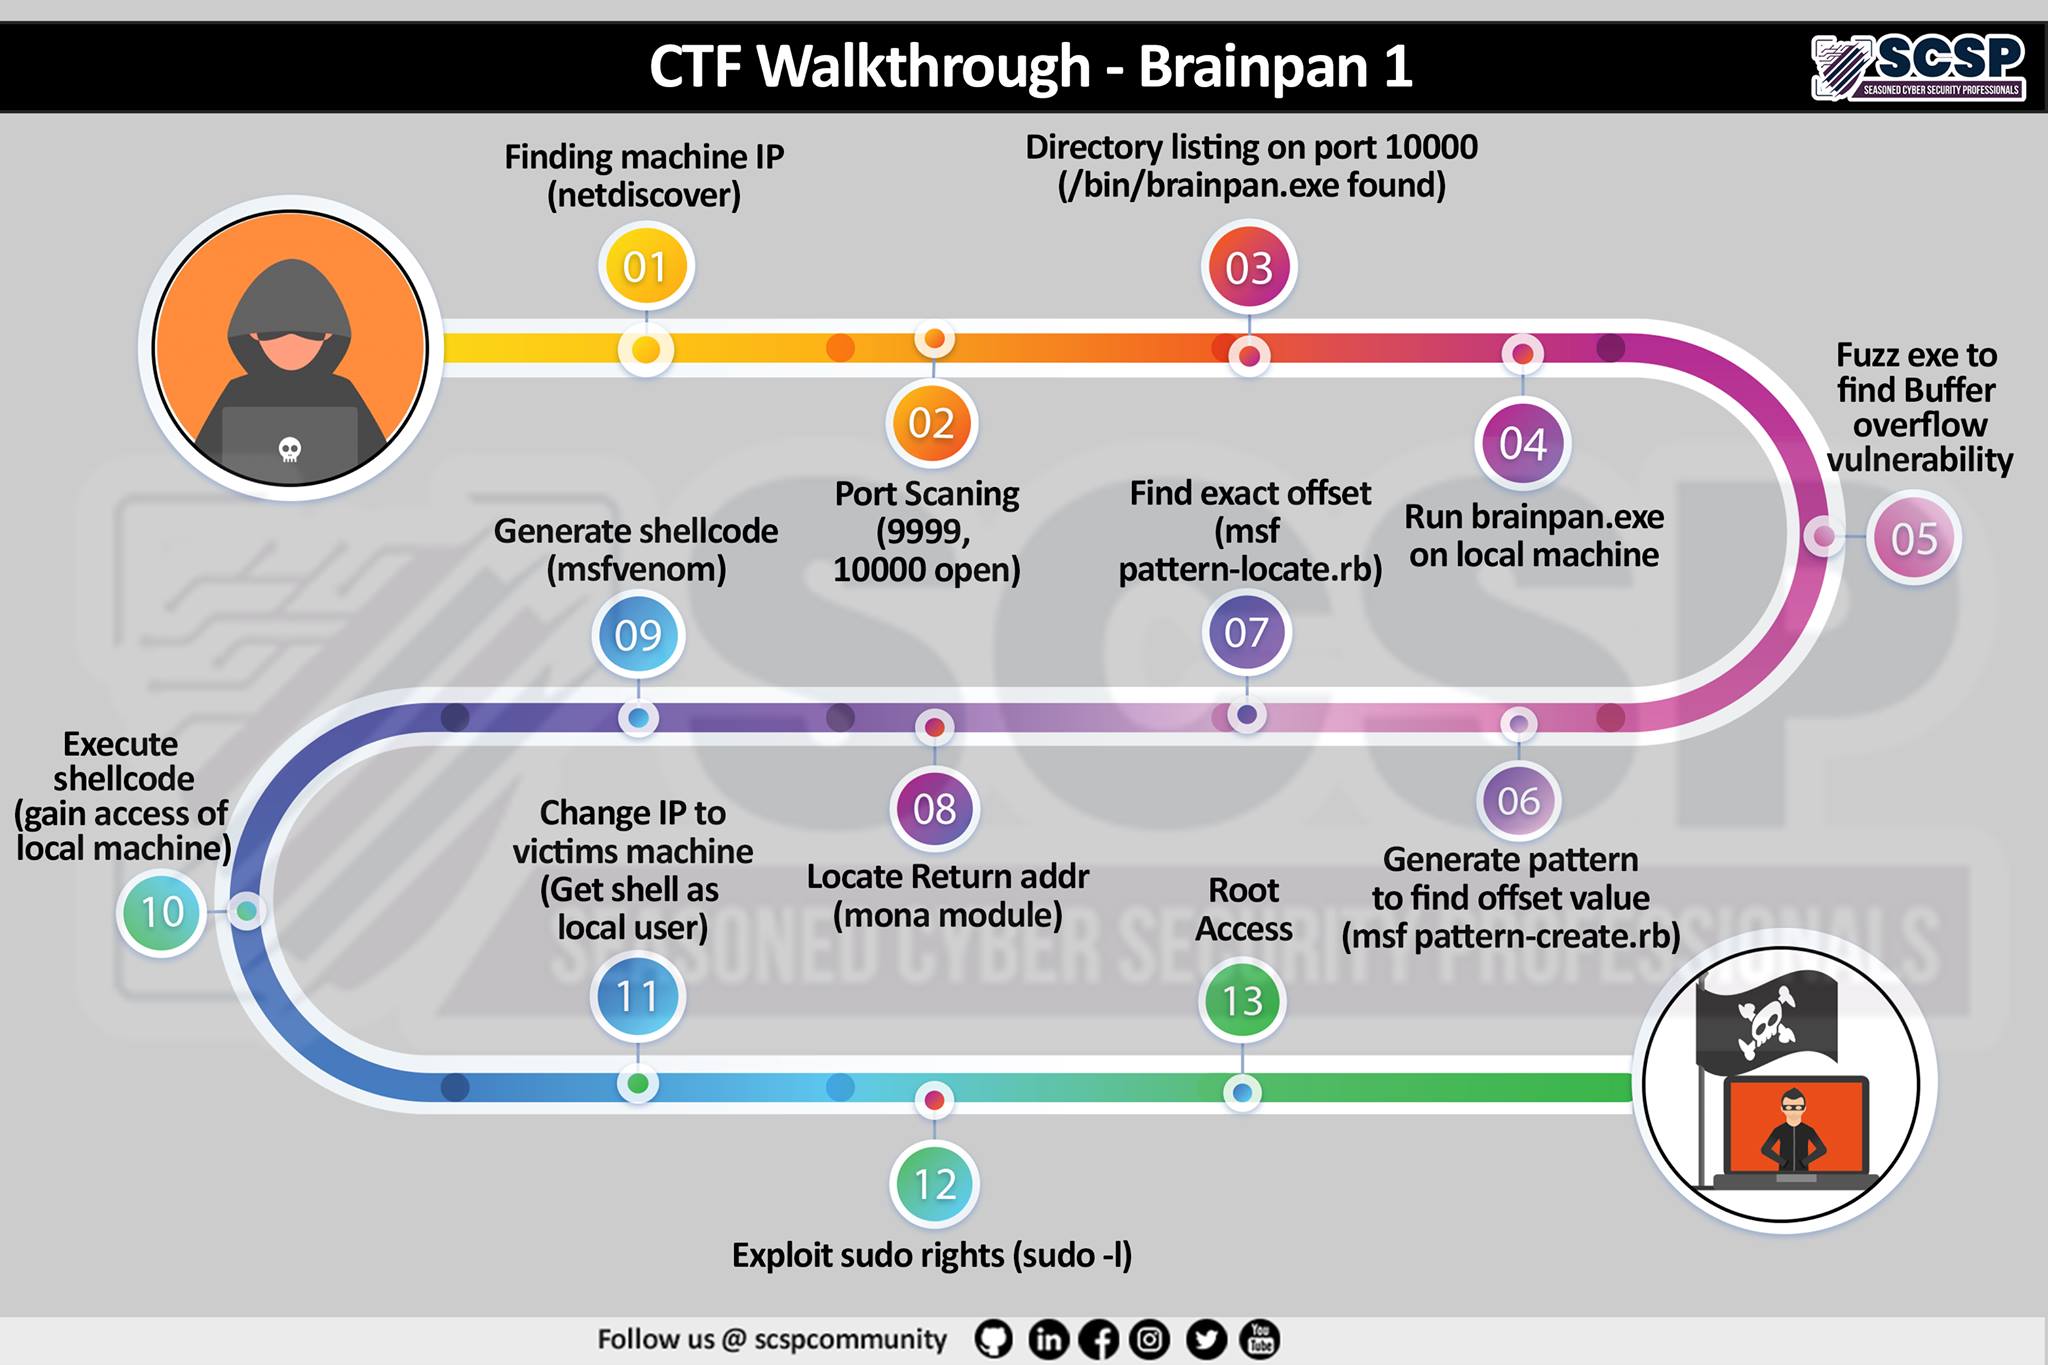 CTF Walkthrough - Brainpan 1
SCSP
SEASONED CYBER SECURITY PROFESSIONALS
Finding machine IP
(netdiscover)
01
02
Port Scaning
(9999,
10000 open)
Directory listing on port 10000
(/bin/brainpan.exe found)
03
04
Run brainpan.exe
on local machine
Fuzz exe to
find Buffer
overflow
vulnerability
05
06
Generate pattern
to find offset value
(msf pattern-create.rb)
Find exact offset
(msf
pattern-locate.rb)
07
08
Locate Return addr
(mona module)
Generate shellcode
(msfvenom)
09
Execute
shellcode
(gain access of
local machine)
10
Change IP to
victims machine
(Get shell as
local user)
11
12
Exploit sudo rights (sudo -l)
Root
Access
13
SCSP
SEASONED CYBER SECURITY PROFESSIONALS
Follow us @ scspcommunity
in
You
Tube